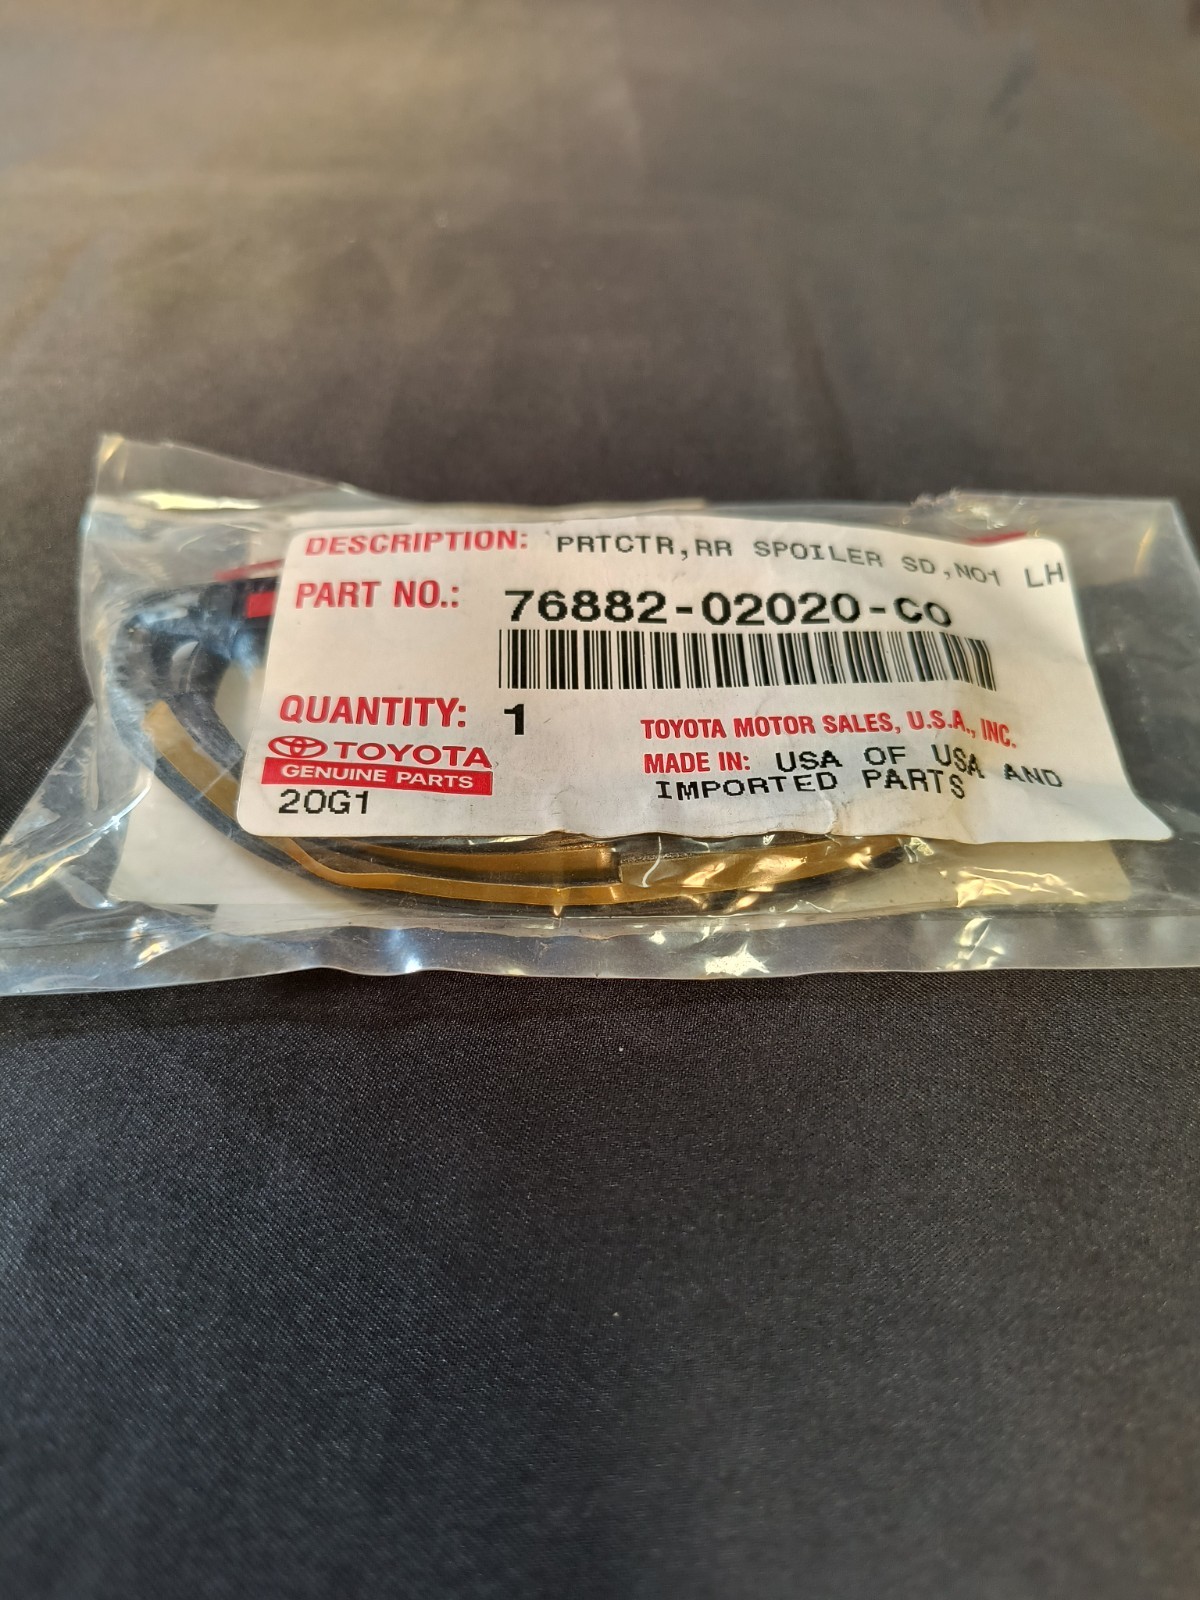 DESCRIPTION: PRTCTR,RR SPOILER SD,NO1 LH
PART NO.: 76882-02020-C0
QUANTITY: 1
TOYOTA
GENUINE PARTS
20G1
TOYOTA MOTOR SALES, U.S.A., INC.
MADE IN: USA OF USA AND
IMPORTED PARTS